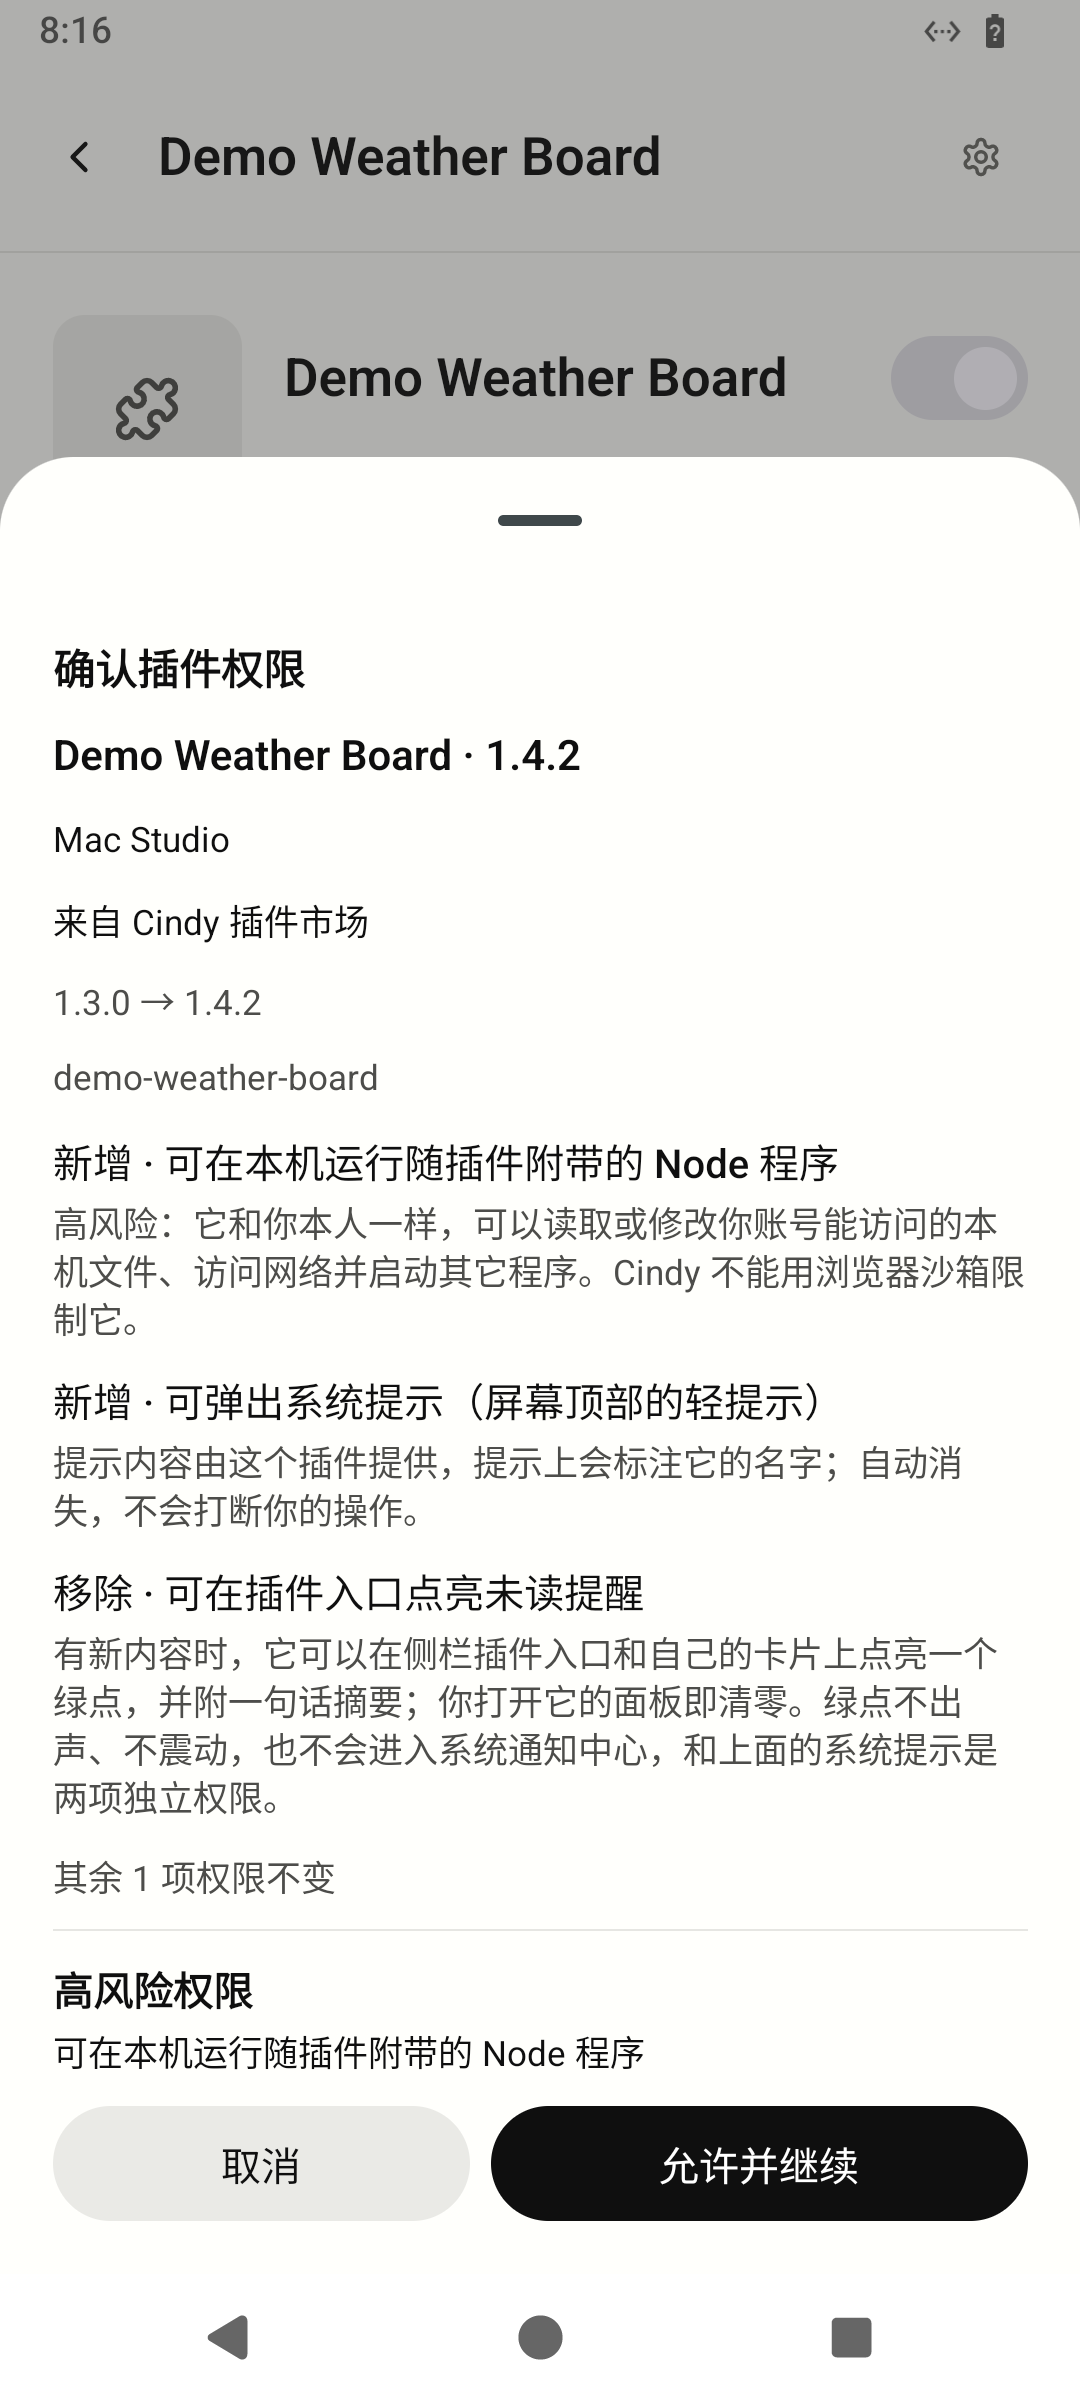 8:16
Demo Weather Board
Demo Weather Board
确认插件权限
Demo Weather Board · 1.4.2
Mac Studio
来自 Cindy 插件市场
1.3.0 → 1.4.2
demo-weather-board
新增 · 可在本机运行随插件附带的 Node 程序
高风险：它和你本人一样，可以读取或修改你账号能访问的本
机文件、访问网络并启动其它程序。Cindy 不能用浏览器沙箱限
制它。
新增 · 可弹出系统提示（屏幕顶部的轻提示）
提示内容由这个插件提供，提示上会标注它的名字；自动消
失，不会打断你的操作。
移除 · 可在插件入口点亮未读提醒
有新内容时，它可以在侧栏插件入口和自己的卡片上点亮一个
绿点，并附一句话摘要；你打开它的面板即清零。绿点不出
声、不震动，也不会进入系统通知中心，和上面的系统提示是
两项独立权限。
其余 1 项权限不变
高风险权限
可在本机运行随插件附带的 Node 程序
取消
允许并继续